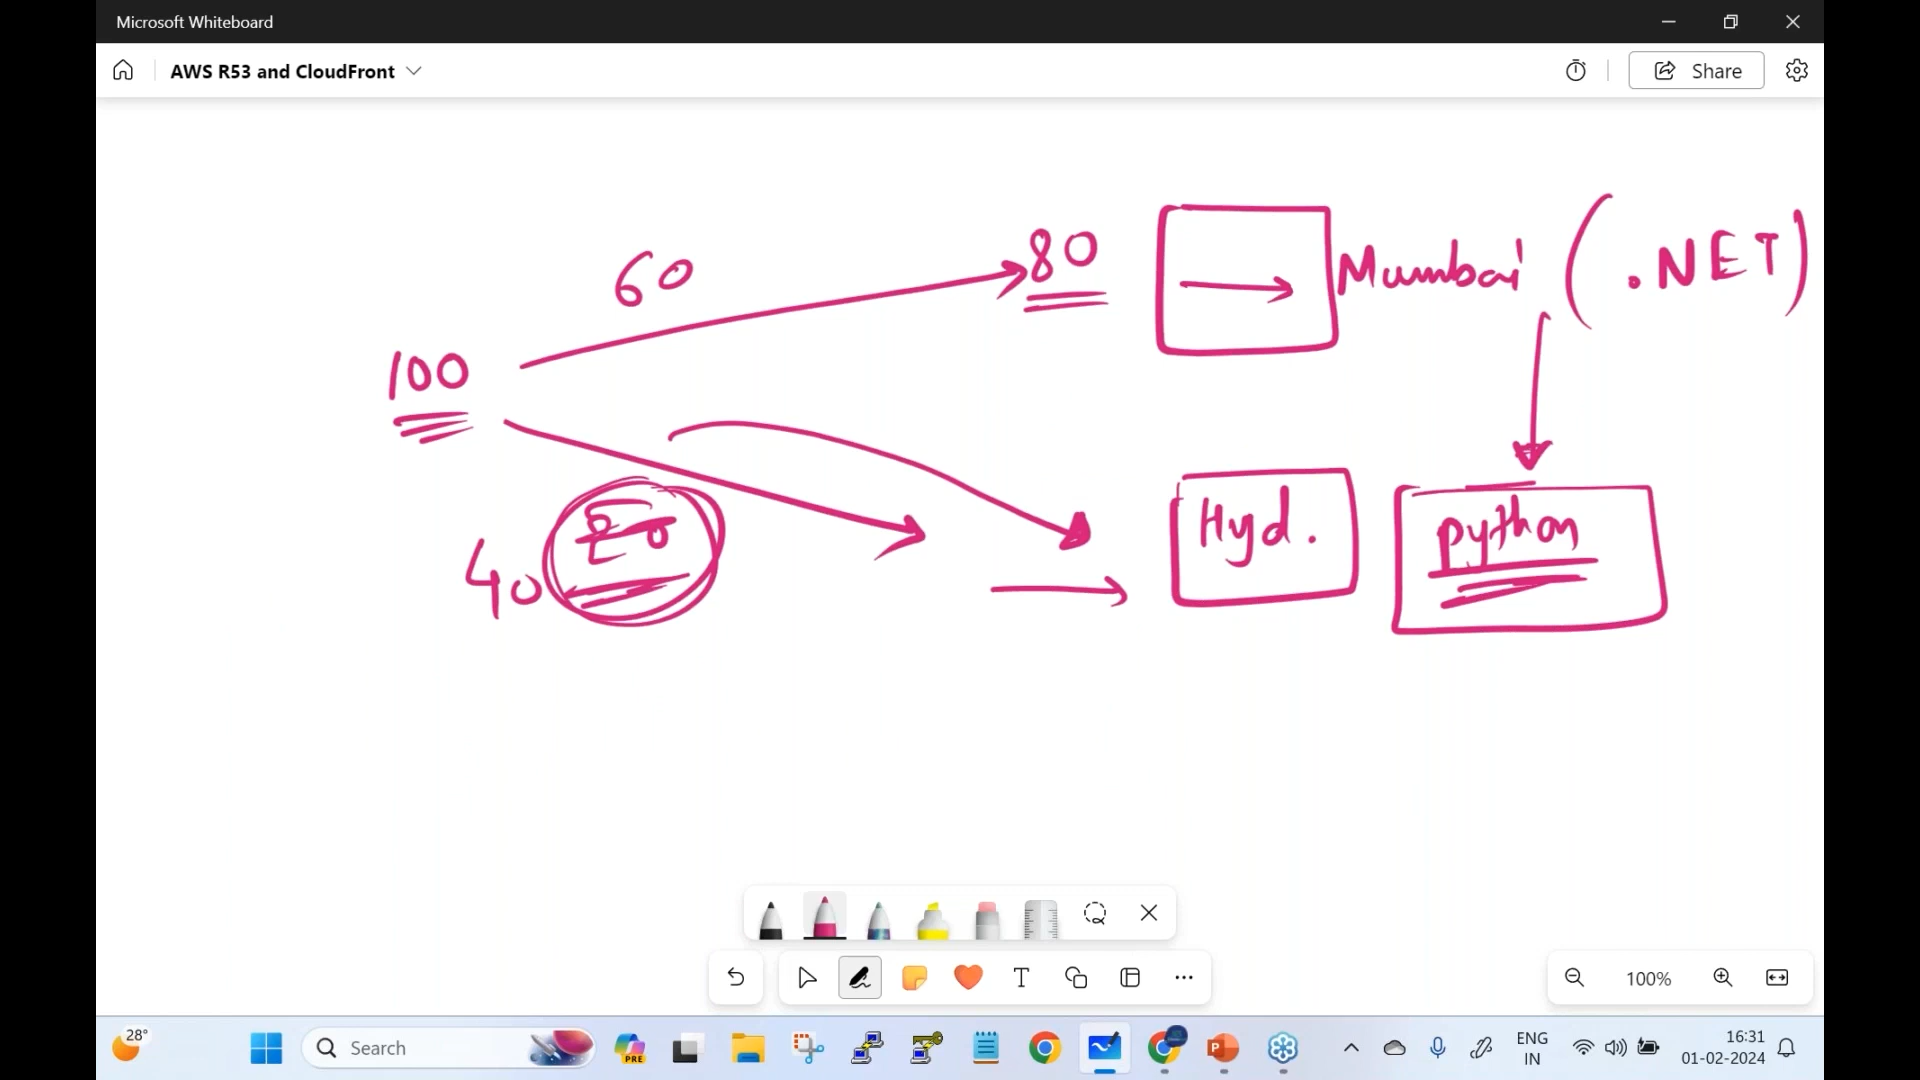 Microsoft Whiteboard
AWS R53 and CloudFront
Share
60
80
Mumbai (.NET)
100
Hyd.
python
40
100%
28°
Search
PRE
ENG
IN
16:31
01-02-2024